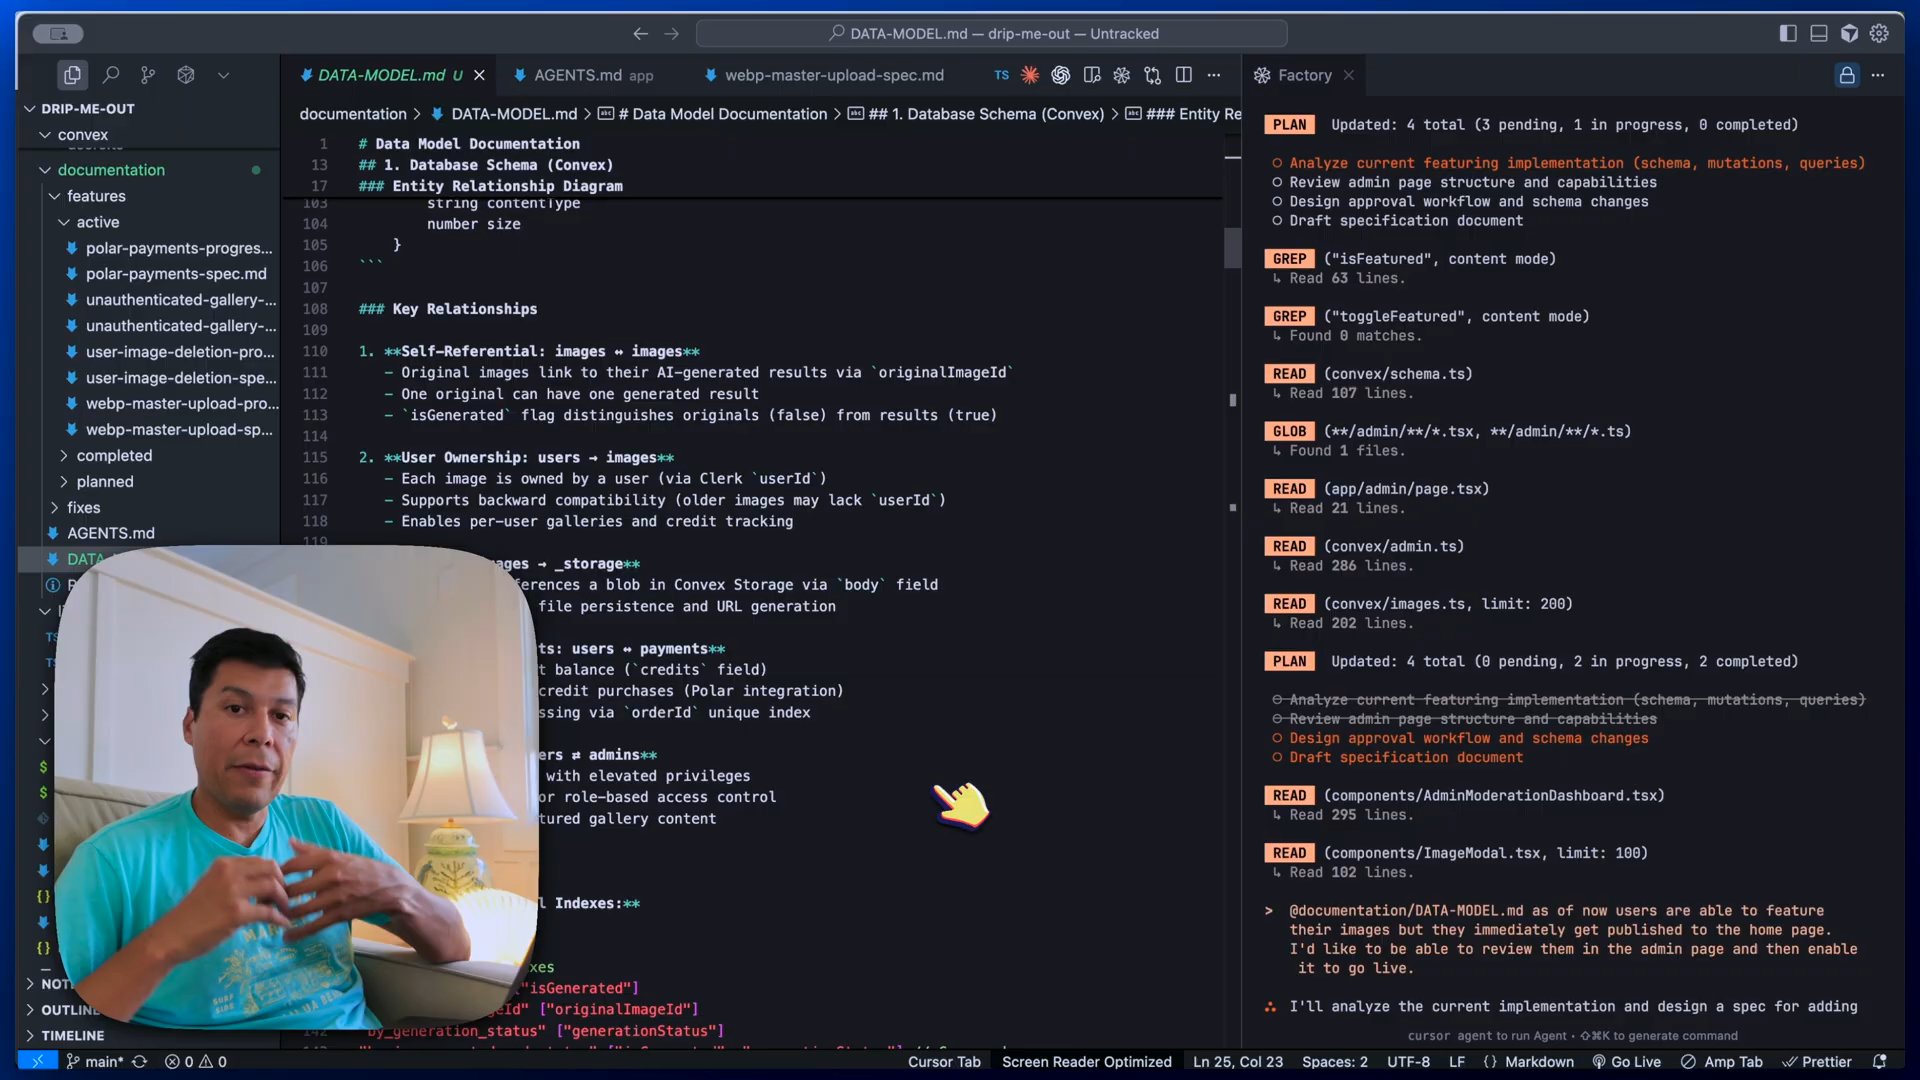 DATA-MODEL.md — drip-me-out — Untracked
DATA-MODEL.md U
AGENTS.md app
webp-master-upload-spec.md
TS
Factory
DRIP-ME-OUT
convex
documentation
features
active
polar-payments-progres...
polar-payments-spec.md
unauthenticated-gallery-...
unauthenticated-gallery-...
user-image-deletion-pro...
user-image-deletion-spe...
webp-master-upload-pro...
webp-master-upload-sp...
completed
planned
fixes
AGENTS.md
DATA-
OUTLIN
TIMELINE
documentation > DATA-MODEL.md > # Data Model Documentation > ## 1. Database Schema (Convex) > ### Entity Re
1 # Data Model Documentation
13 ## 1. Database Schema (Convex)
17 ### Entity Relationship Diagram
103 string contentType
104 number size
105 }
106 ```
107
108 ### Key Relationships
109
110 1. **Self-Referential: images ↔ images**
111 - Original images link to their AI-generated results via `originalImageId`
112 - One original can have one generated result
113 - `isGenerated` flag distinguishes originals (false) from results (true)
114
115 2. **User Ownership: users → images**
116 - Each image is owned by a user (via Clerk `userId`)
117 - Supports backward compatibility (older images may lack `userId`)
118 - Enables per-user galleries and credit tracking
119
ages → _storage**
erences a blob in Convex Storage via `body` field
file persistence and URL generation
ts: users ↔ payments**
t balance (`credits` field)
credit purchases (Polar integration)
ssing via `orderId` unique index
ers ⇄ admins**
with elevated privileges
or role-based access control
tured gallery content
l Indexes:**
xes
["isGenerated"]
geId" ["originalImageId"]
"by_generation_status" ["generationStatus"]
PLAN Updated: 4 total (3 pending, 1 in progress, 0 completed)
○ Analyze current featuring implementation (schema, mutations, queries)
○ Review admin page structure and capabilities
○ Design approval workflow and schema changes
○ Draft specification document
GREP ("isFeatured", content mode)
↳ Read 63 lines.
GREP ("toggleFeatured", content mode)
↳ Found 0 matches.
READ (convex/schema.ts)
↳ Read 107 lines.
GLOB (**/admin/**/*.tsx, **/admin/**/*.ts)
↳ Found 1 files.
READ (app/admin/page.tsx)
↳ Read 21 lines.
READ (convex/admin.ts)
↳ Read 286 lines.
READ (convex/images.ts, limit: 200)
↳ Read 202 lines.
PLAN Updated: 4 total (0 pending, 2 in progress, 2 completed)
○ Analyze current featuring implementation (schema, mutations, queries)
○ Review admin page structure and capabilities
○ Design approval workflow and schema changes
○ Draft specification document
READ (components/AdminModerationDashboard.tsx)
↳ Read 295 lines.
READ (components/ImageModal.tsx, limit: 100)
↳ Read 102 lines.
> @documentation/DATA-MODEL.md as of now users are able to feature
their images but they immediately get published to the home page.
I'd like to be able to review them in the admin page and then enable
it to go live.
I'll analyze the current implementation and design a spec for adding
cursor agent to run Agent · ⇧⌘K to generate command
main* 0 0
Cursor Tab Screen Reader Optimized Ln 25, Col 23 Spaces: 2 UTF-8 LF {} Markdown Go Live Amp Tab Prettier